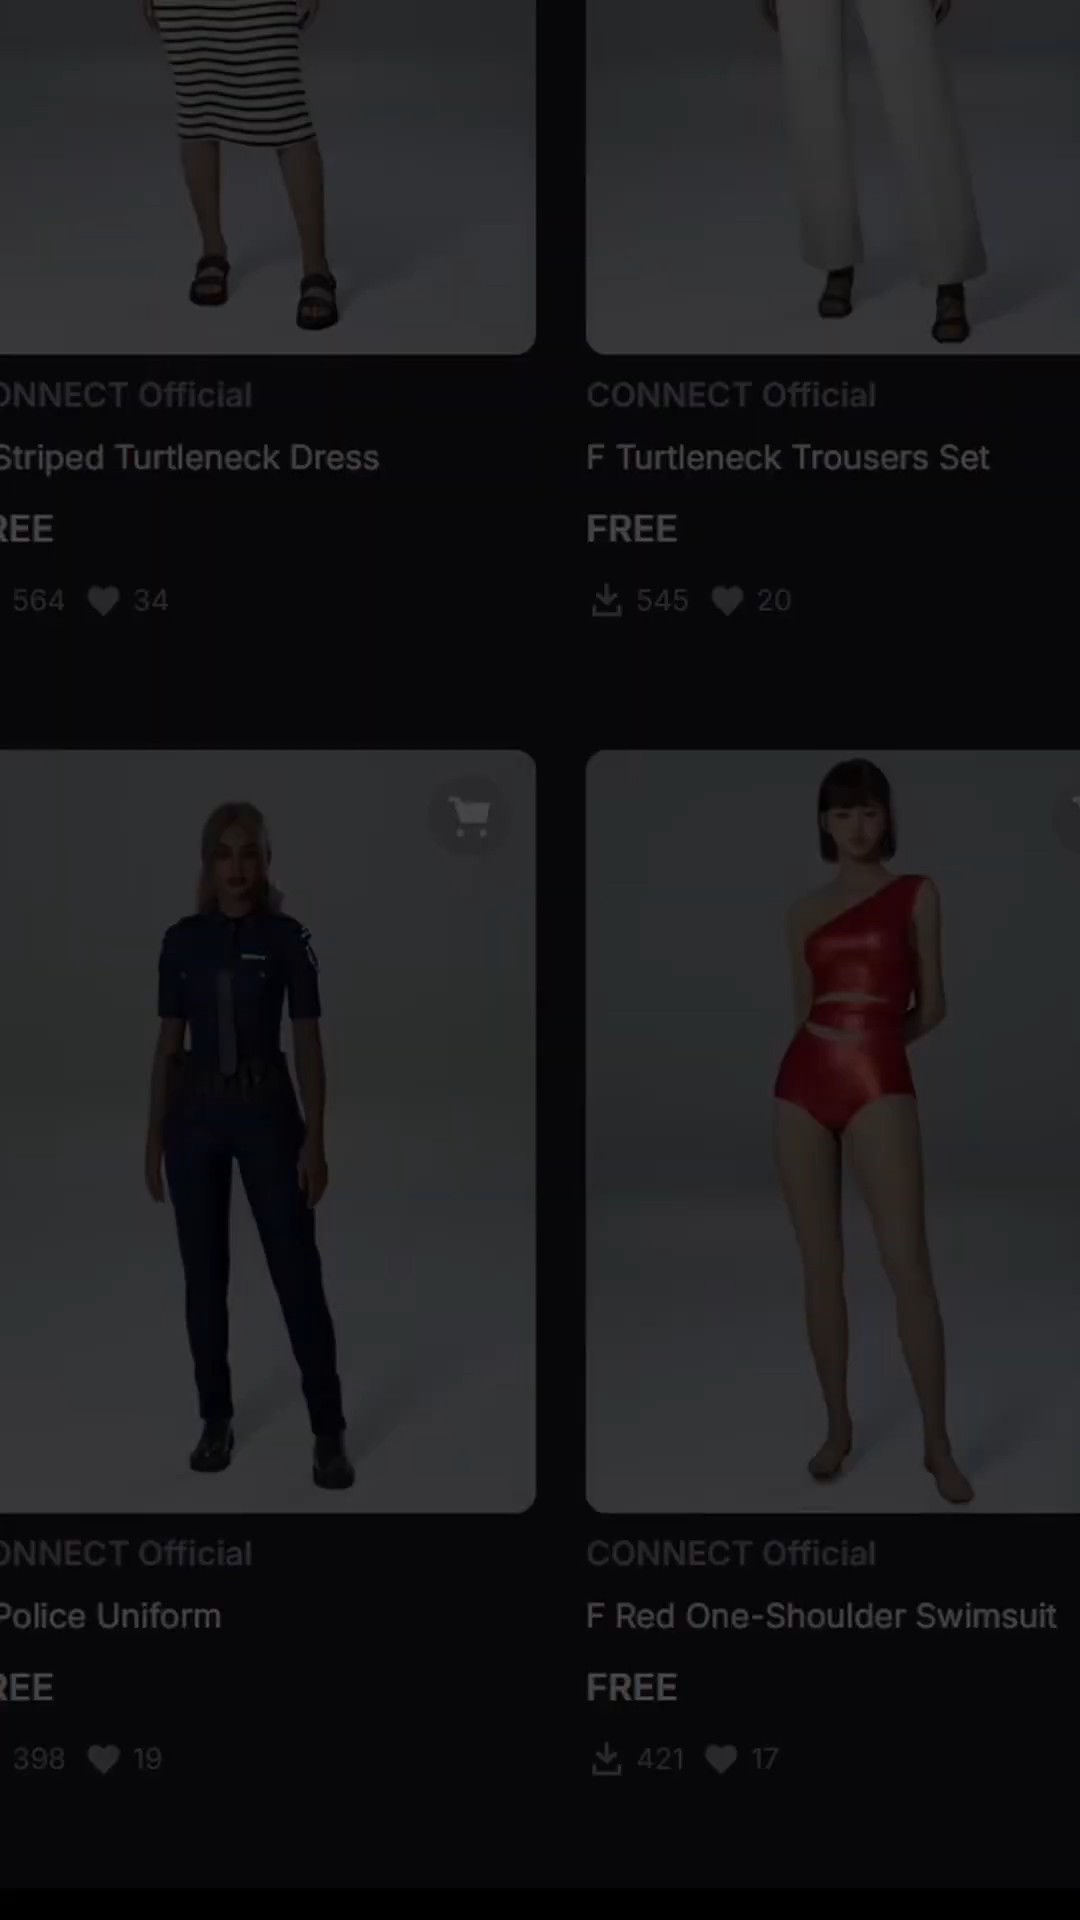 ONNECT Official
Striped Turtleneck Dress
REE
564 34
CONNECT Official
F Turtleneck Trousers Set
FREE
545 20
ONNECT Official
Police Uniform
REE
398 19
CONNECT Official
F Red One-Shoulder Swimsuit
FREE
421 17